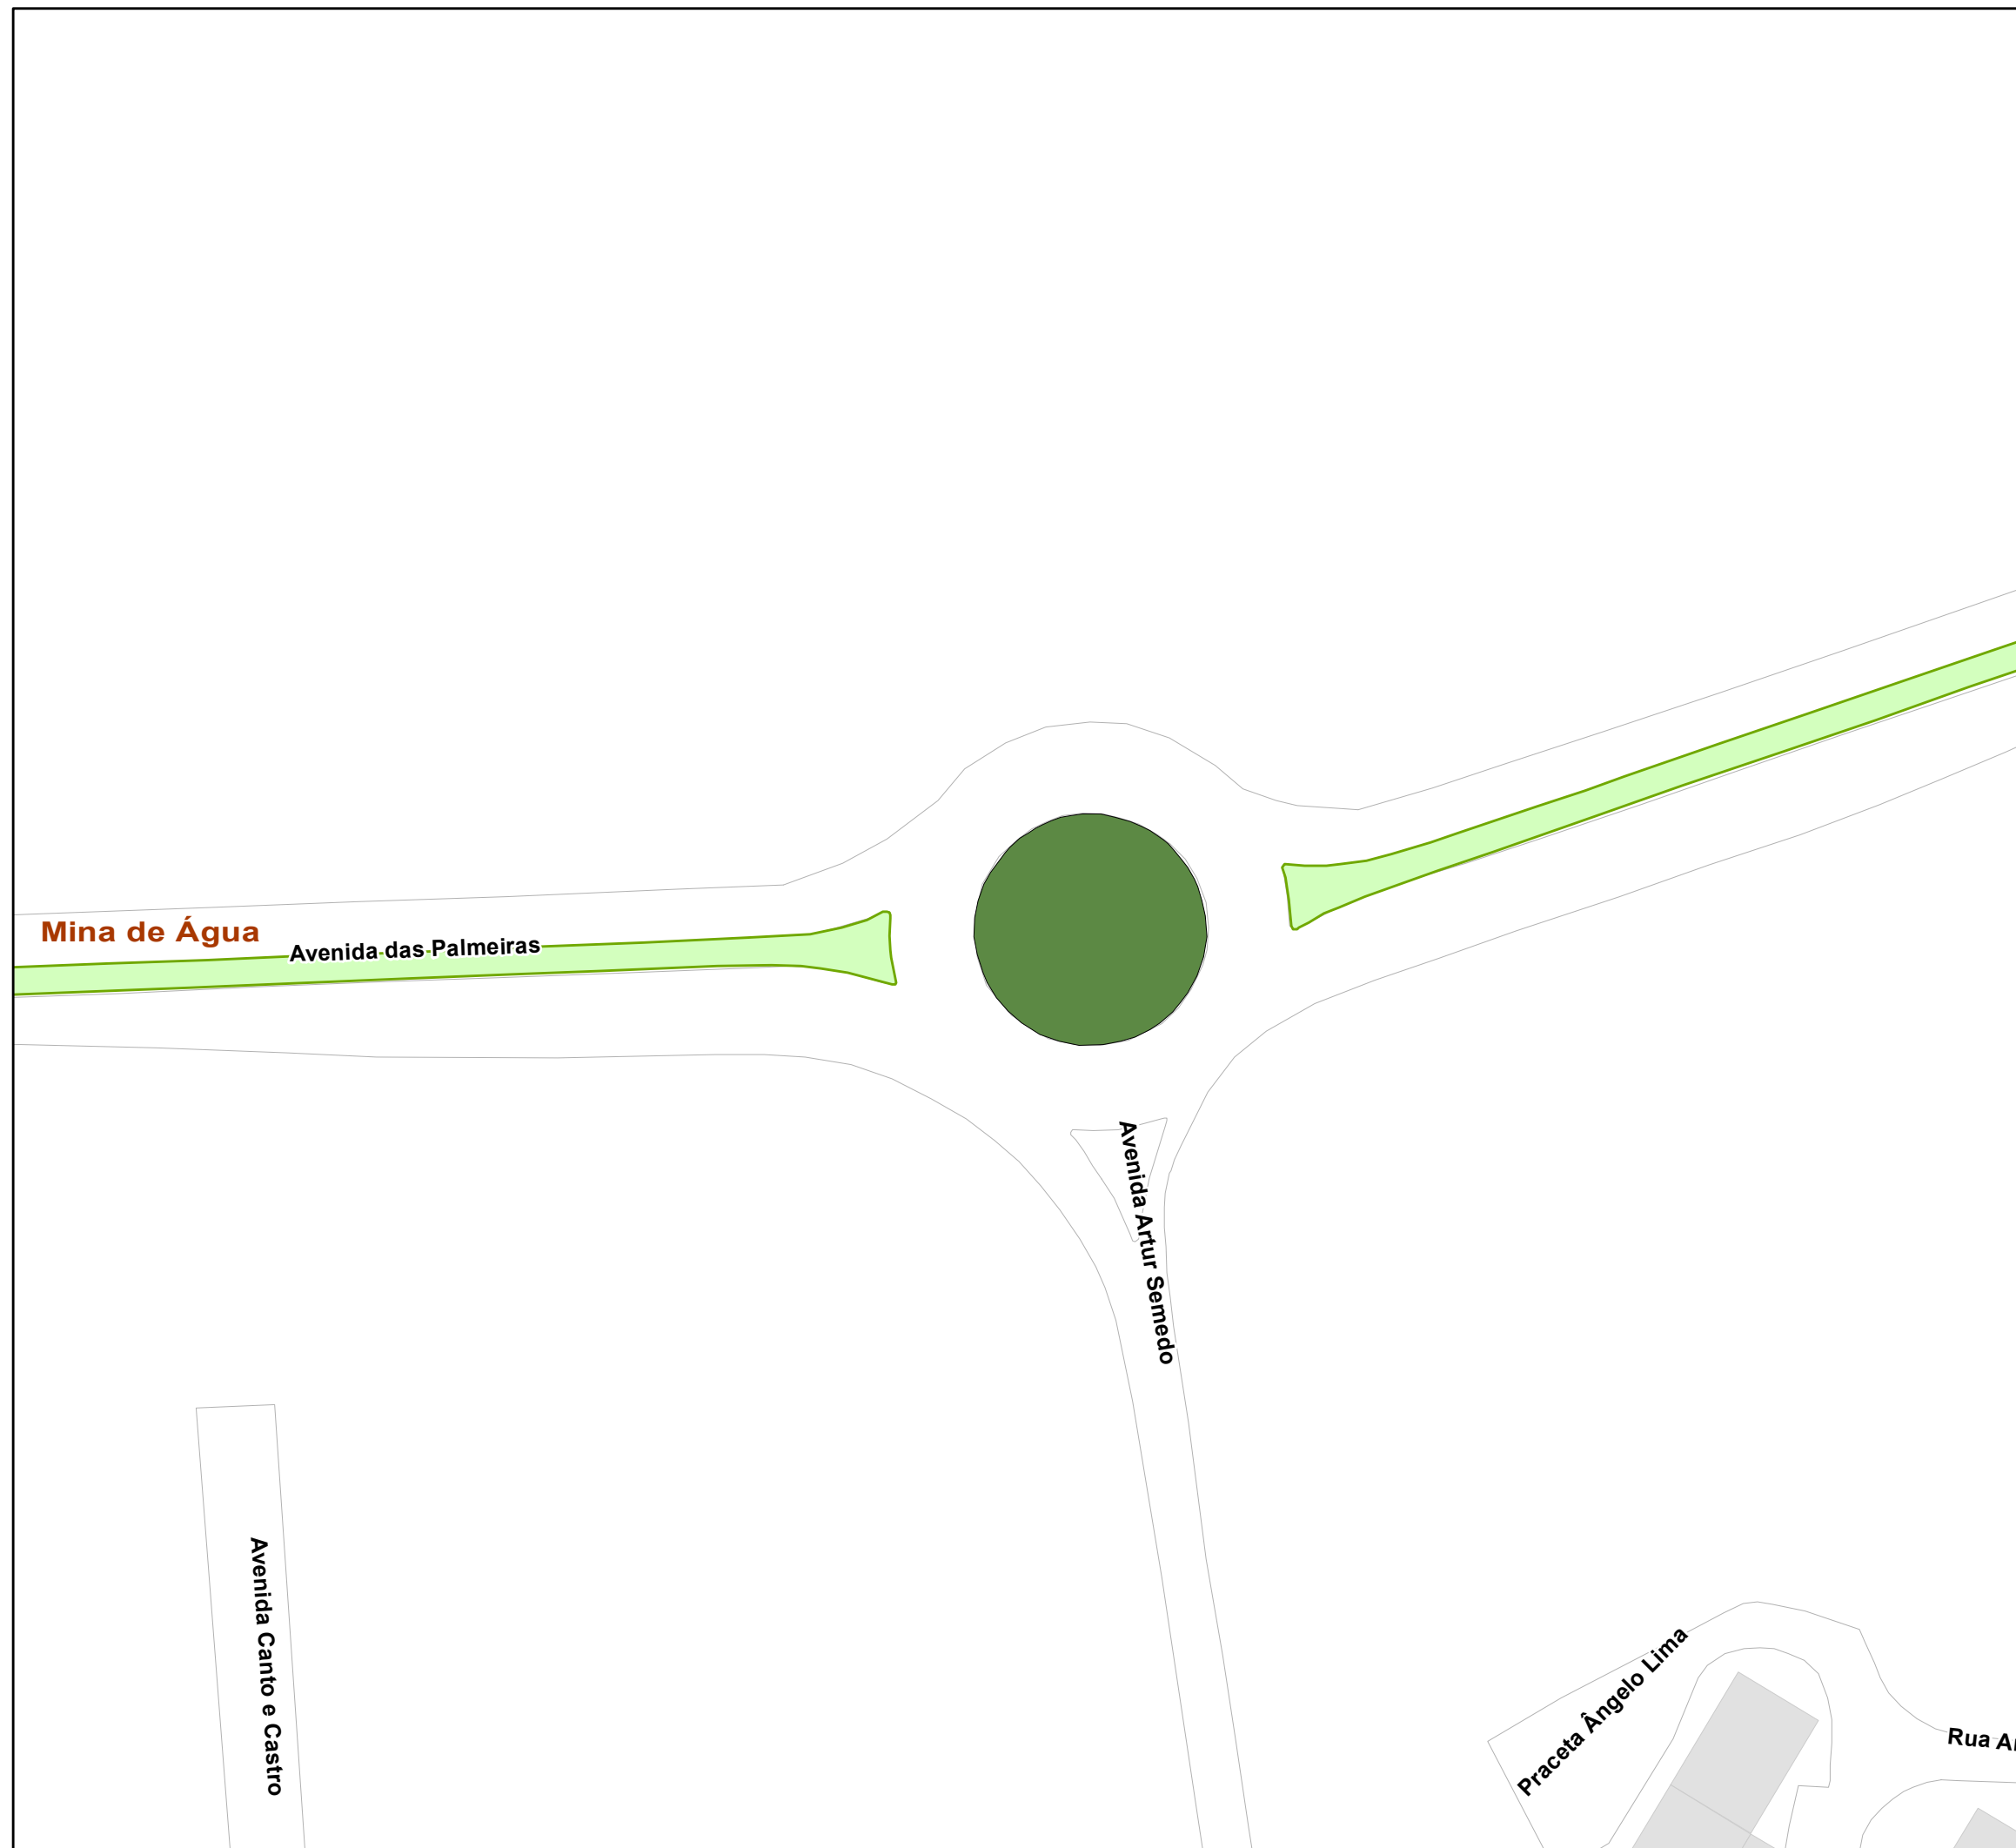 Mina de Água
Avenida das Palmeiras
Avenida Artur Semedo
Avenida Canto e Castro
Praceta Ângelo Lima
Rua